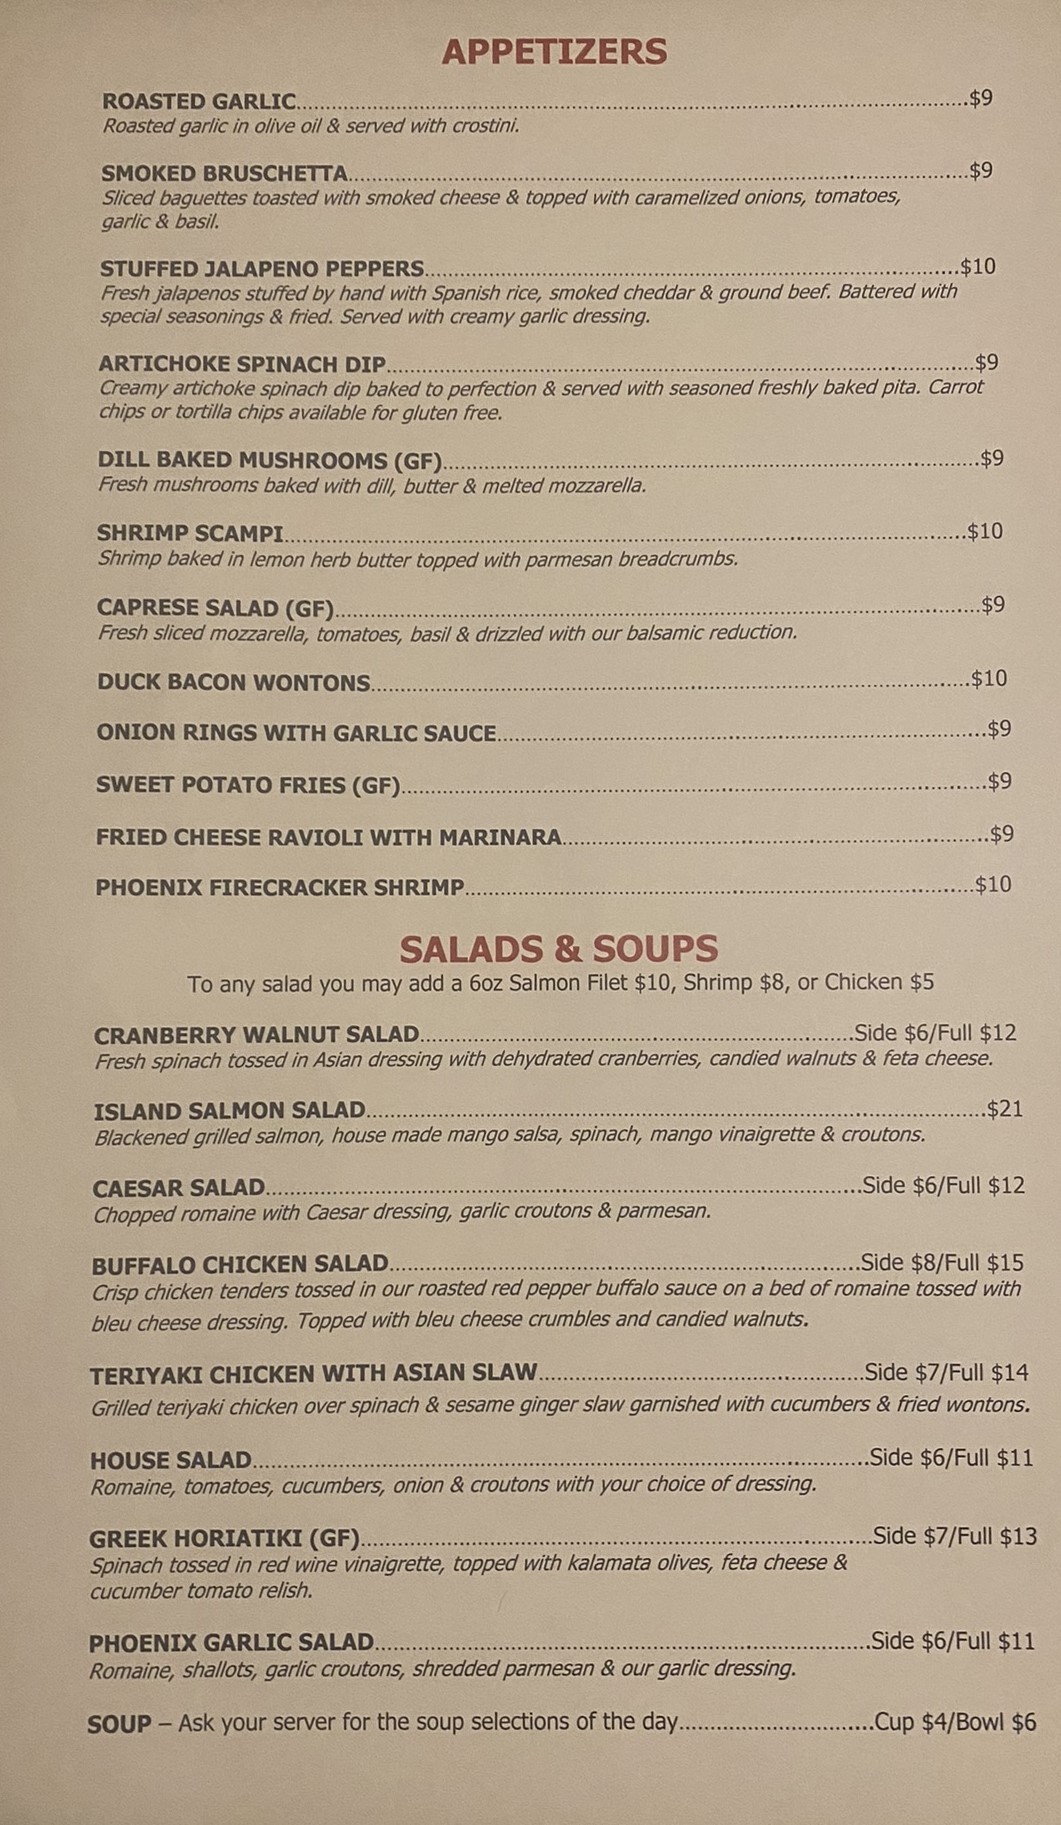 APPETIZERS
ROASTED GARLIC....................$9
Roasted garlic in olive oil & served with crostini.
SMOKED BRUSCHETTA....................$9
Sliced baguettes toasted with smoked cheese & topped with caramelized onions, tomatoes,
garlic & basil.
STUFFED JALAPENO PEPPERS....................$10
Fresh jalapenos stuffed by hand with Spanish rice, smoked cheddar & ground beef. Battered with
special seasonings & fried. Served with creamy garlic dressing.
ARTICHOKE SPINACH DIP....................$9
Creamy artichoke spinach dip baked to perfection & served with seasoned freshly baked pita. Carrot
chips or tortilla chips available for gluten free.
DILL BAKED MUSHROOMS (GF)....................$9
Fresh mushrooms baked with dill, butter & melted mozzarella.
SHRIMP SCAMPI....................$10
Shrimp baked in lemon herb butter topped with parmesan breadcrumbs.
CAPRESE SALAD (GF)....................$9
Fresh sliced mozzarella, tomatoes, basil & drizzled with our balsamic reduction.
DUCK BACON WONTONS....................$10
ONION RINGS WITH GARLIC SAUCE....................$9
SWEET POTATO FRIES (GF)....................$9
FRIED CHEESE RAVIOLI WITH MARINARA....................$9
PHOENIX FIRECRACKER SHRIMP....................$10
SALADS & SOUPS
To any salad you may add a 6oz Salmon Filet $10, Shrimp $8, or Chicken $5
CRANBERRY WALNUT SALAD....................Side $6/Full $12
Fresh spinach tossed in Asian dressing with dehydrated cranberries, candied walnuts & feta cheese.
ISLAND SALMON SALAD....................$21
Blackened grilled salmon, house made mango salsa, spinach, mango vinaigrette & croutons.
CAESAR SALAD....................Side $6/Full $12
Chopped romaine with Caesar dressing, garlic croutons & parmesan.
BUFFALO CHICKEN SALAD....................Side $8/Full $15
Crisp chicken tenders tossed in our roasted red pepper buffalo sauce on a bed of romaine tossed with
bleu cheese dressing. Topped with bleu cheese crumbles and candied walnuts.
TERIYAKI CHICKEN WITH ASIAN SLAW....................Side $7/Full $14
Grilled teriyaki chicken over spinach & sesame ginger slaw garnished with cucumbers & fried wontons.
HOUSE SALAD....................Side $6/Full $11
Romaine, tomatoes, cucumbers, onion & croutons with your choice of dressing.
GREEK HORIATIKI (GF)....................Side $7/Full $13
Spinach tossed in red wine vinaigrette, topped with kalamata olives, feta cheese &
cucumber tomato relish.
PHOENIX GARLIC SALAD....................Side $6/Full $11
Romaine, shallots, garlic croutons, shredded parmesan & our garlic dressing.
SOUP – Ask your server for the soup selections of the day....................Cup $4/Bowl $6